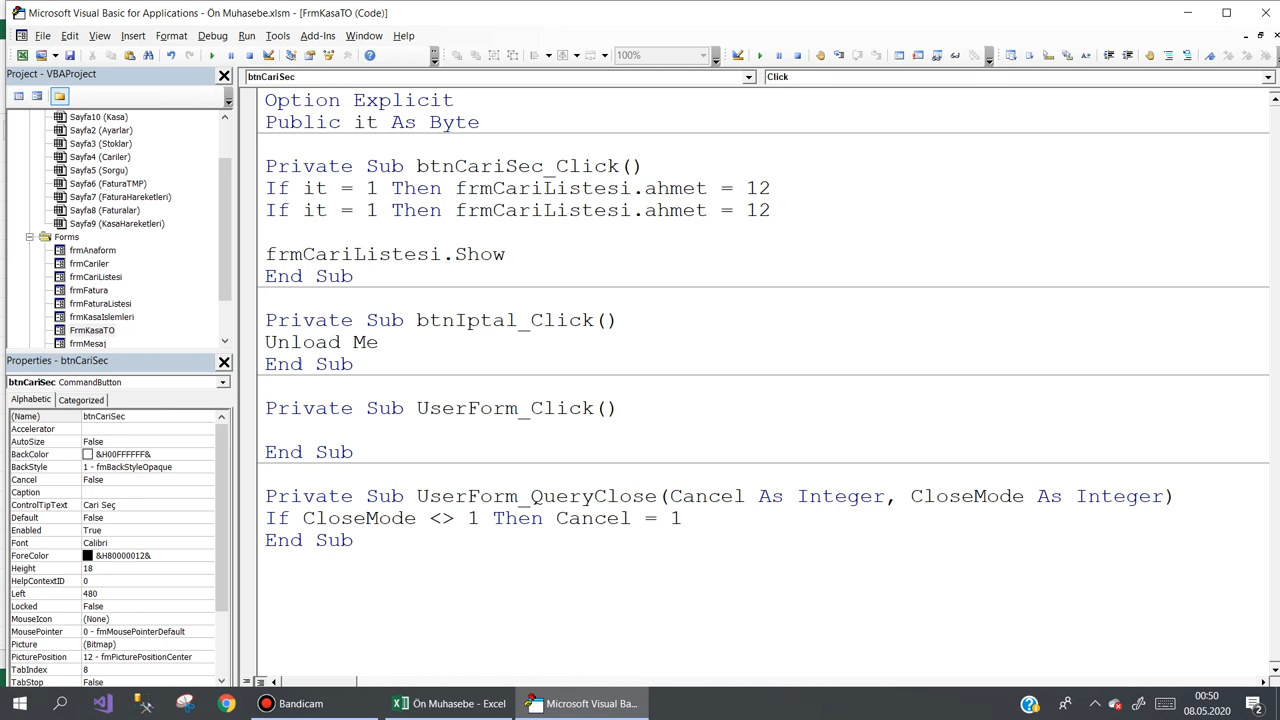 Microsoft Visual Basic for Applications - Ön Muhasebe.xlsm - [FrmKasaTO (Code)]
File Edit View Insert Format Debug Run Tools Add-Ins Window Help
100%
Project - VBAProject
btnCariSec
Click
Sayfa10 (Kasa)
Sayfa2 (Ayarlar)
Sayfa3 (Stoklar)
Sayfa4 (Cariler)
Sayfa5 (Sorgu)
Sayfa6 (FaturaTMP)
Sayfa7 (FaturaHareketleri)
Sayfa8 (Faturalar)
Sayfa9 (KasaHareketleri)
Forms
frmAnaform
frmCariler
frmCariListesi
frmFatura
frmFaturaListesi
frmKasaIslemleri
FrmKasaTO
frmMesaj
Properties - btnCariSec
btnCariSec CommandButton
Alphabetic Categorized
(Name) btnCariSec
Accelerator
AutoSize False
BackColor &H00FFFFFF&
BackStyle 1 - fmBackStyleOpaque
Cancel False
Caption
ControlTipText Cari Seç
Default False
Enabled True
Font Calibri
ForeColor &H80000012&
Height 18
HelpContextID 0
Left 480
Locked False
MouseIcon (None)
MousePointer 0 - fmMousePointerDefault
Picture (Bitmap)
PicturePosition 12 - fmPicturePositionCenter
TabIndex 8
TabStop False
Option Explicit
Public it As Byte
Private Sub btnCariSec_Click()
If it = 1 Then frmCariListesi.ahmet = 12
If it = 1 Then frmCariListesi.ahmet = 12
frmCariListesi.Show
End Sub
Private Sub btnIptal_Click()
Unload Me
End Sub
Private Sub UserForm_Click()
End Sub
Private Sub UserForm_QueryClose(Cancel As Integer, CloseMode As Integer)
If CloseMode <> 1 Then Cancel = 1
End Sub
Bandicam
Ön Muhasebe - Excel
Microsoft Visual Ba...
00:50
08.05.2020
2